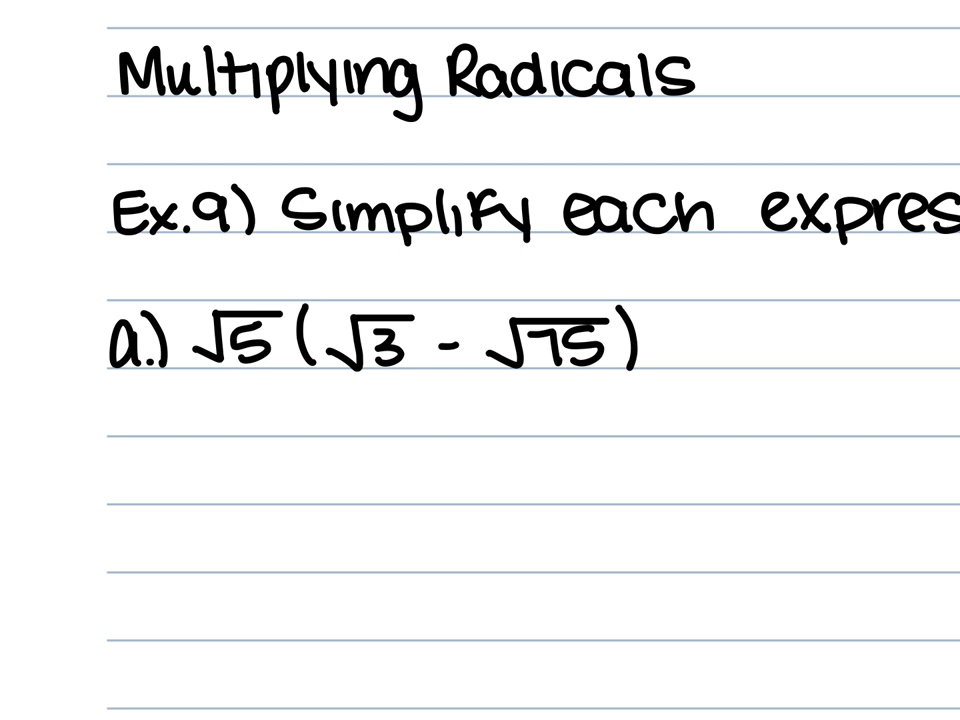 Multiplying Radicals
Ex.9) Simplify each expres
a.) √5 (√3 - √75)